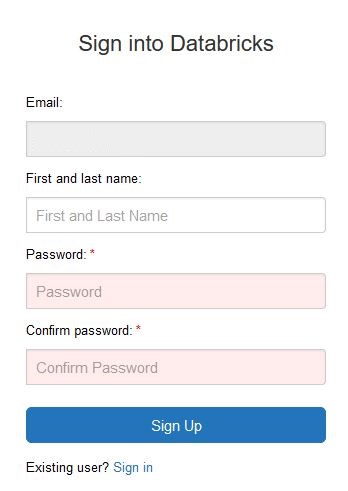 Sign into Databricks
Email:
First and last name:
First and Last Name
Password: *
Password
Confirm password: *
Confirm Password
Sign Up
Existing user? Sign in